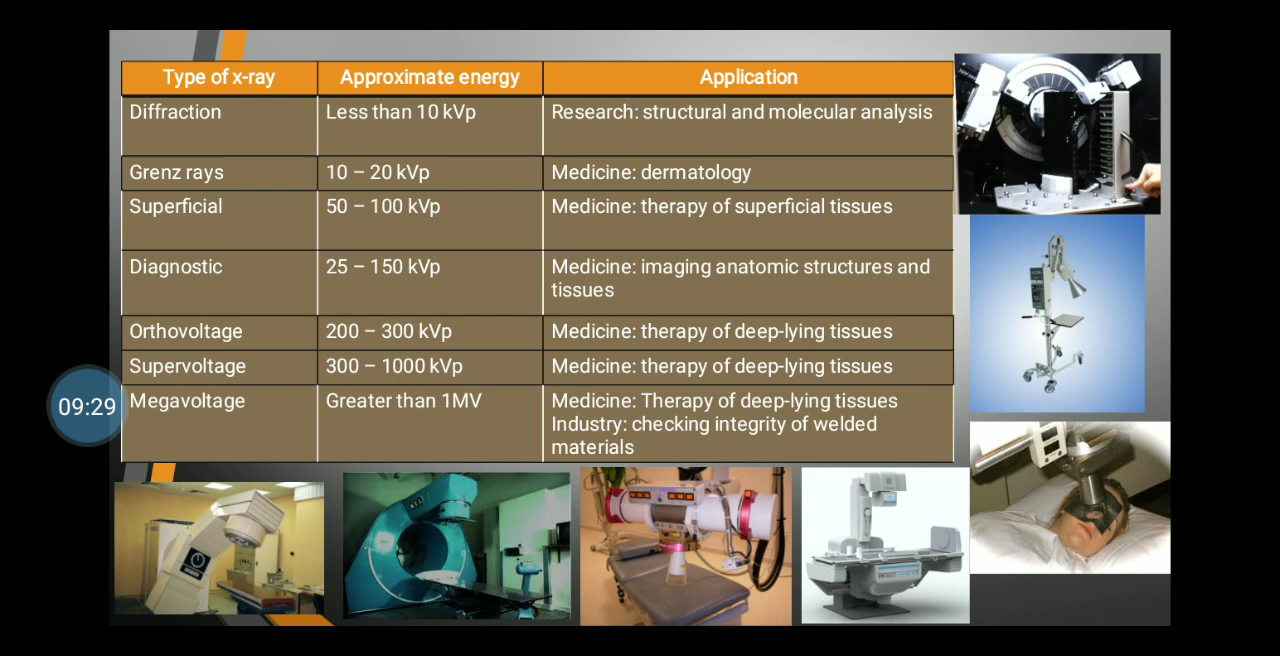 Type of x-ray Approximate energy Application
Diffraction Less than 10 kVp Research: structural and molecular analysis
Grenz rays 10 – 20 kVp Medicine: dermatology
Superficial 50 – 100 kVp Medicine: therapy of superficial tissues
Diagnostic 25 – 150 kVp Medicine: imaging anatomic structures and
tissues
Orthovoltage 200 – 300 kVp Medicine: therapy of deep-lying tissues
Supervoltage 300 – 1000 kVp Medicine: therapy of deep-lying tissues
09:29
Megavoltage Greater than 1MV Medicine: Therapy of deep-lying tissues
Industry: checking integrity of welded
materials